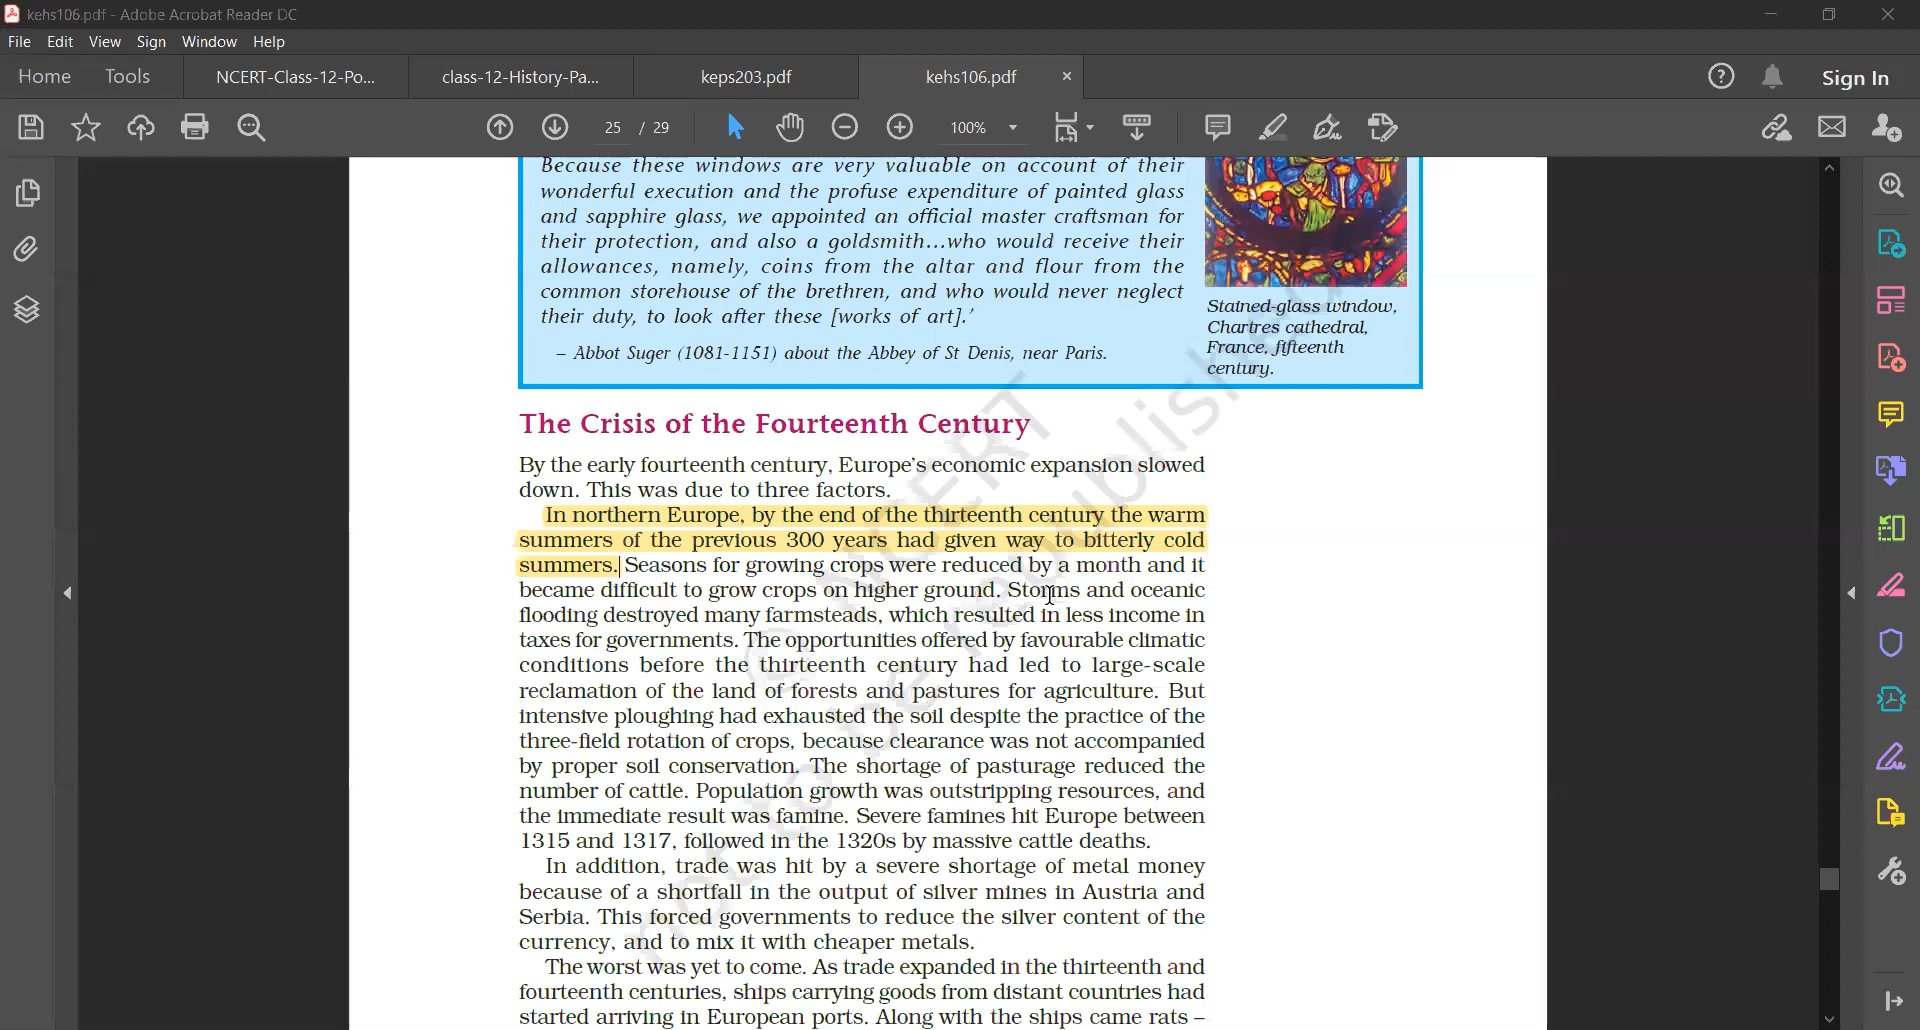 kehs106.pdf - Adobe Acrobat Reader DC
File Edit View Sign Window Help
Home Tools NCERT-Class-12-Po... class-12-History-Pa... keps203.pdf kehs106.pdf × Sign In
25 / 29 100%
Because these windows are very valuable on account of their
wonderful execution and the profuse expenditure of painted glass
and sapphire glass, we appointed an official master craftsman for
their protection, and also a goldsmith...who would receive their
allowances, namely, coins from the altar and flour from the
common storehouse of the brethren, and who would never neglect
their duty, to look after these [works of art].'
– Abbot Suger (1081-1151) about the Abbey of St Denis, near Paris.
Stained-glass window,
Chartres cathedral,
France, fifteenth
century.
The Crisis of the Fourteenth Century
By the early fourteenth century, Europe's economic expansion slowed
down. This was due to three factors.
In northern Europe, by the end of the thirteenth century the warm
summers of the previous 300 years had given way to bitterly cold
summers. Seasons for growing crops were reduced by a month and it
became difficult to grow crops on higher ground. Storms and oceanic
flooding destroyed many farmsteads, which resulted in less income in
taxes for governments. The opportunities offered by favourable climatic
conditions before the thirteenth century had led to large-scale
reclamation of the land of forests and pastures for agriculture. But
intensive ploughing had exhausted the soil despite the practice of the
three-field rotation of crops, because clearance was not accompanied
by proper soil conservation. The shortage of pasturage reduced the
number of cattle. Population growth was outstripping resources, and
the immediate result was famine. Severe famines hit Europe between
1315 and 1317, followed in the 1320s by massive cattle deaths.
In addition, trade was hit by a severe shortage of metal money
because of a shortfall in the output of silver mines in Austria and
Serbia. This forced governments to reduce the silver content of the
currency, and to mix it with cheaper metals.
The worst was yet to come. As trade expanded in the thirteenth and
fourteenth centuries, ships carrying goods from distant countries had
started arriving in European ports. Along with the ships came rats –
© NCERT
not to be republished